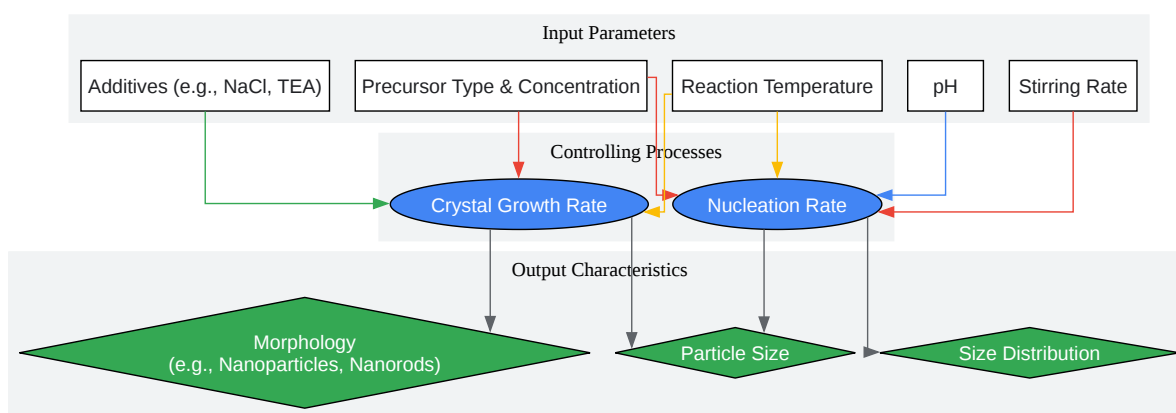 Input Parameters
Additives (e.g., NaCl, TEA)
Precursor Type & Concentration
Reaction Temperature
pH
Stirring Rate
Controlling Processes
Crystal Growth Rate
Nucleation Rate
Output Characteristics
Morphology
(e.g., Nanoparticles, Nanorods)
Particle Size
Size Distribution